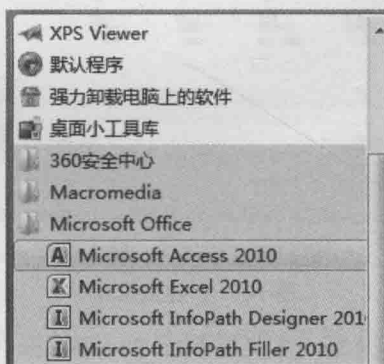 XPS Viewer
默认程序
强力卸载电脑上的软件
桌面小工具库
360安全中心
Macromedia
Microsoft Office
Microsoft Access 2010
Microsoft Excel 2010
Microsoft InfoPath Designer 201
Microsoft InfoPath Filler 2010